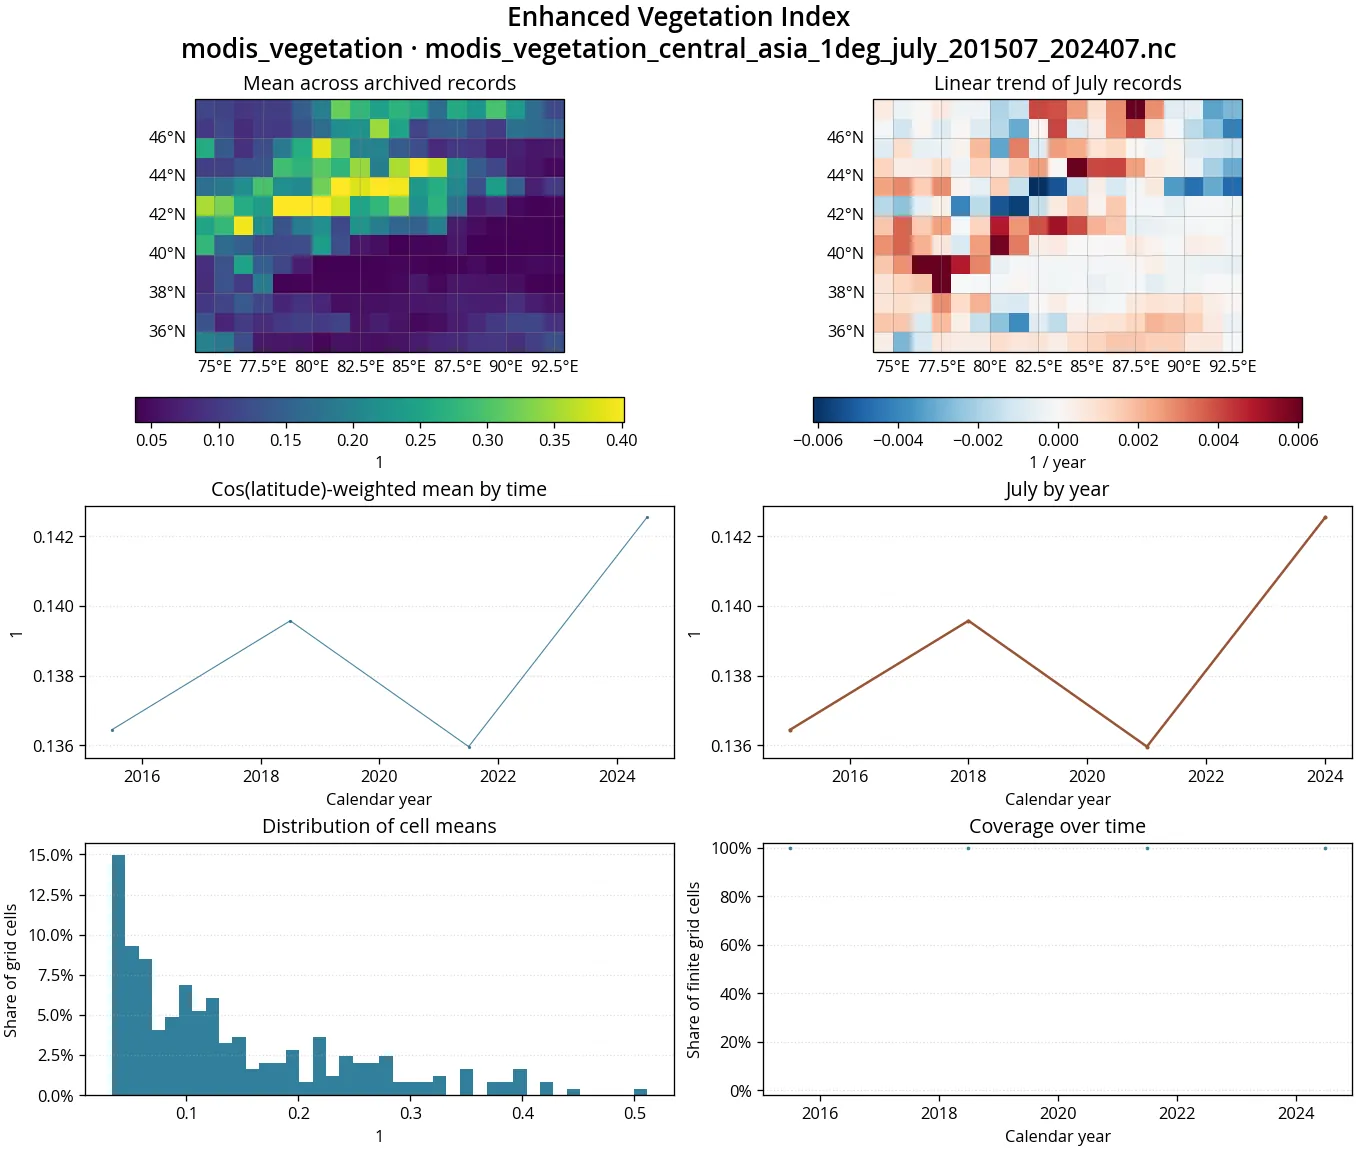 Enhanced Vegetation Index
modis_vegetation · modis_vegetation_central_asia_1deg_july_201507_202407.nc
Mean across archived records
46°N
44°N
42°N
40°N
38°N
36°N
75°E 77.5°E 80°E 82.5°E 85°E 87.5°E 90°E 92.5°E
0.05 0.10 0.15 0.20 0.25 0.30 0.35 0.40
1
Linear trend of July records
46°N
44°N
42°N
40°N
38°N
36°N
75°E 77.5°E 80°E 82.5°E 85°E 87.5°E 90°E 92.5°E
−0.006 −0.004 −0.002 0.000 0.002 0.004 0.006
1 / year
Cos(latitude)-weighted mean by time
1
0.142
0.140
0.138
0.136
2016 2018 2020 2022 2024
Calendar year
July by year
1
0.142
0.140
0.138
0.136
2016 2018 2020 2022 2024
Calendar year
Distribution of cell means
Share of grid cells
15.0%
12.5%
10.0%
7.5%
5.0%
2.5%
0.0%
0.1 0.2 0.3 0.4 0.5
1
Coverage over time
Share of finite grid cells
100%
80%
60%
40%
20%
0%
2016 2018 2020 2022 2024
Calendar year